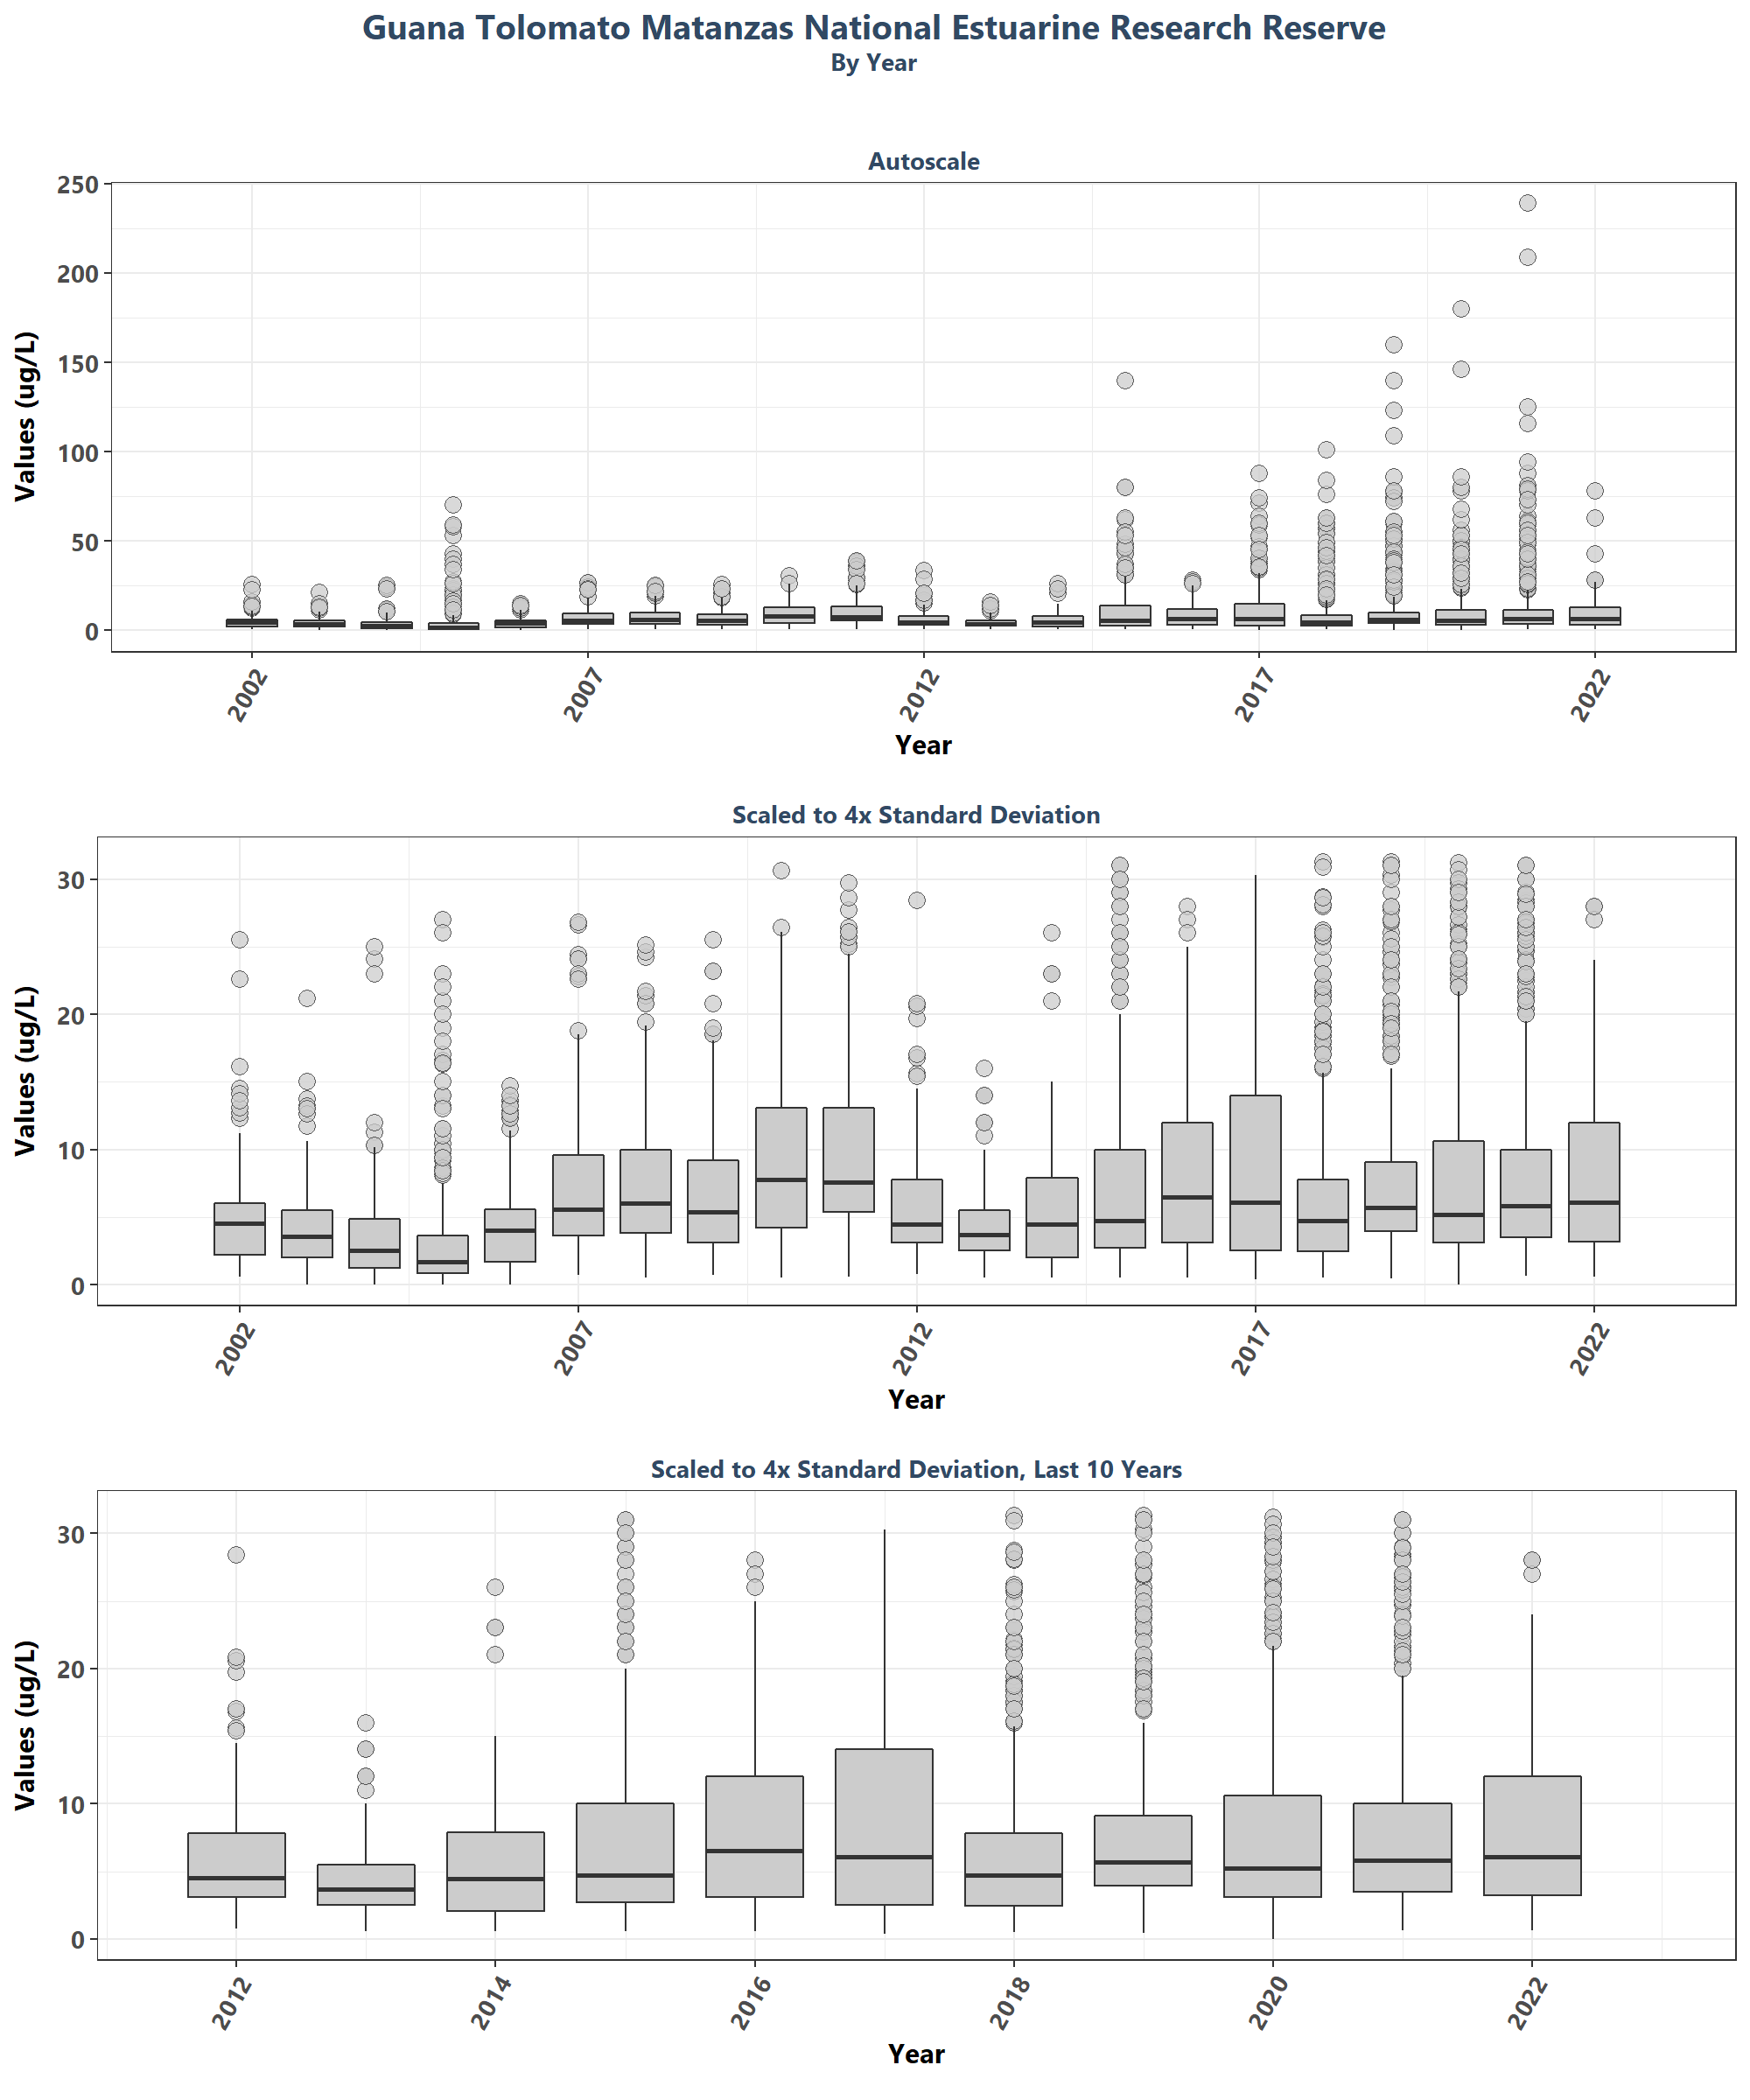 Guana Tolomato Matanzas National Estuarine Research Reserve
By Year
Autoscale
Values (ug/L)
250
200
150
100
50
0
2002
2007
2012
2017
2022
Year
Scaled to 4x Standard Deviation
Values (ug/L)
30
20
10
0
2002
2007
2012
2017
2022
Year
Scaled to 4x Standard Deviation, Last 10 Years
Values (ug/L)
30
20
10
0
2012
2014
2016
2018
2020
2022
Year